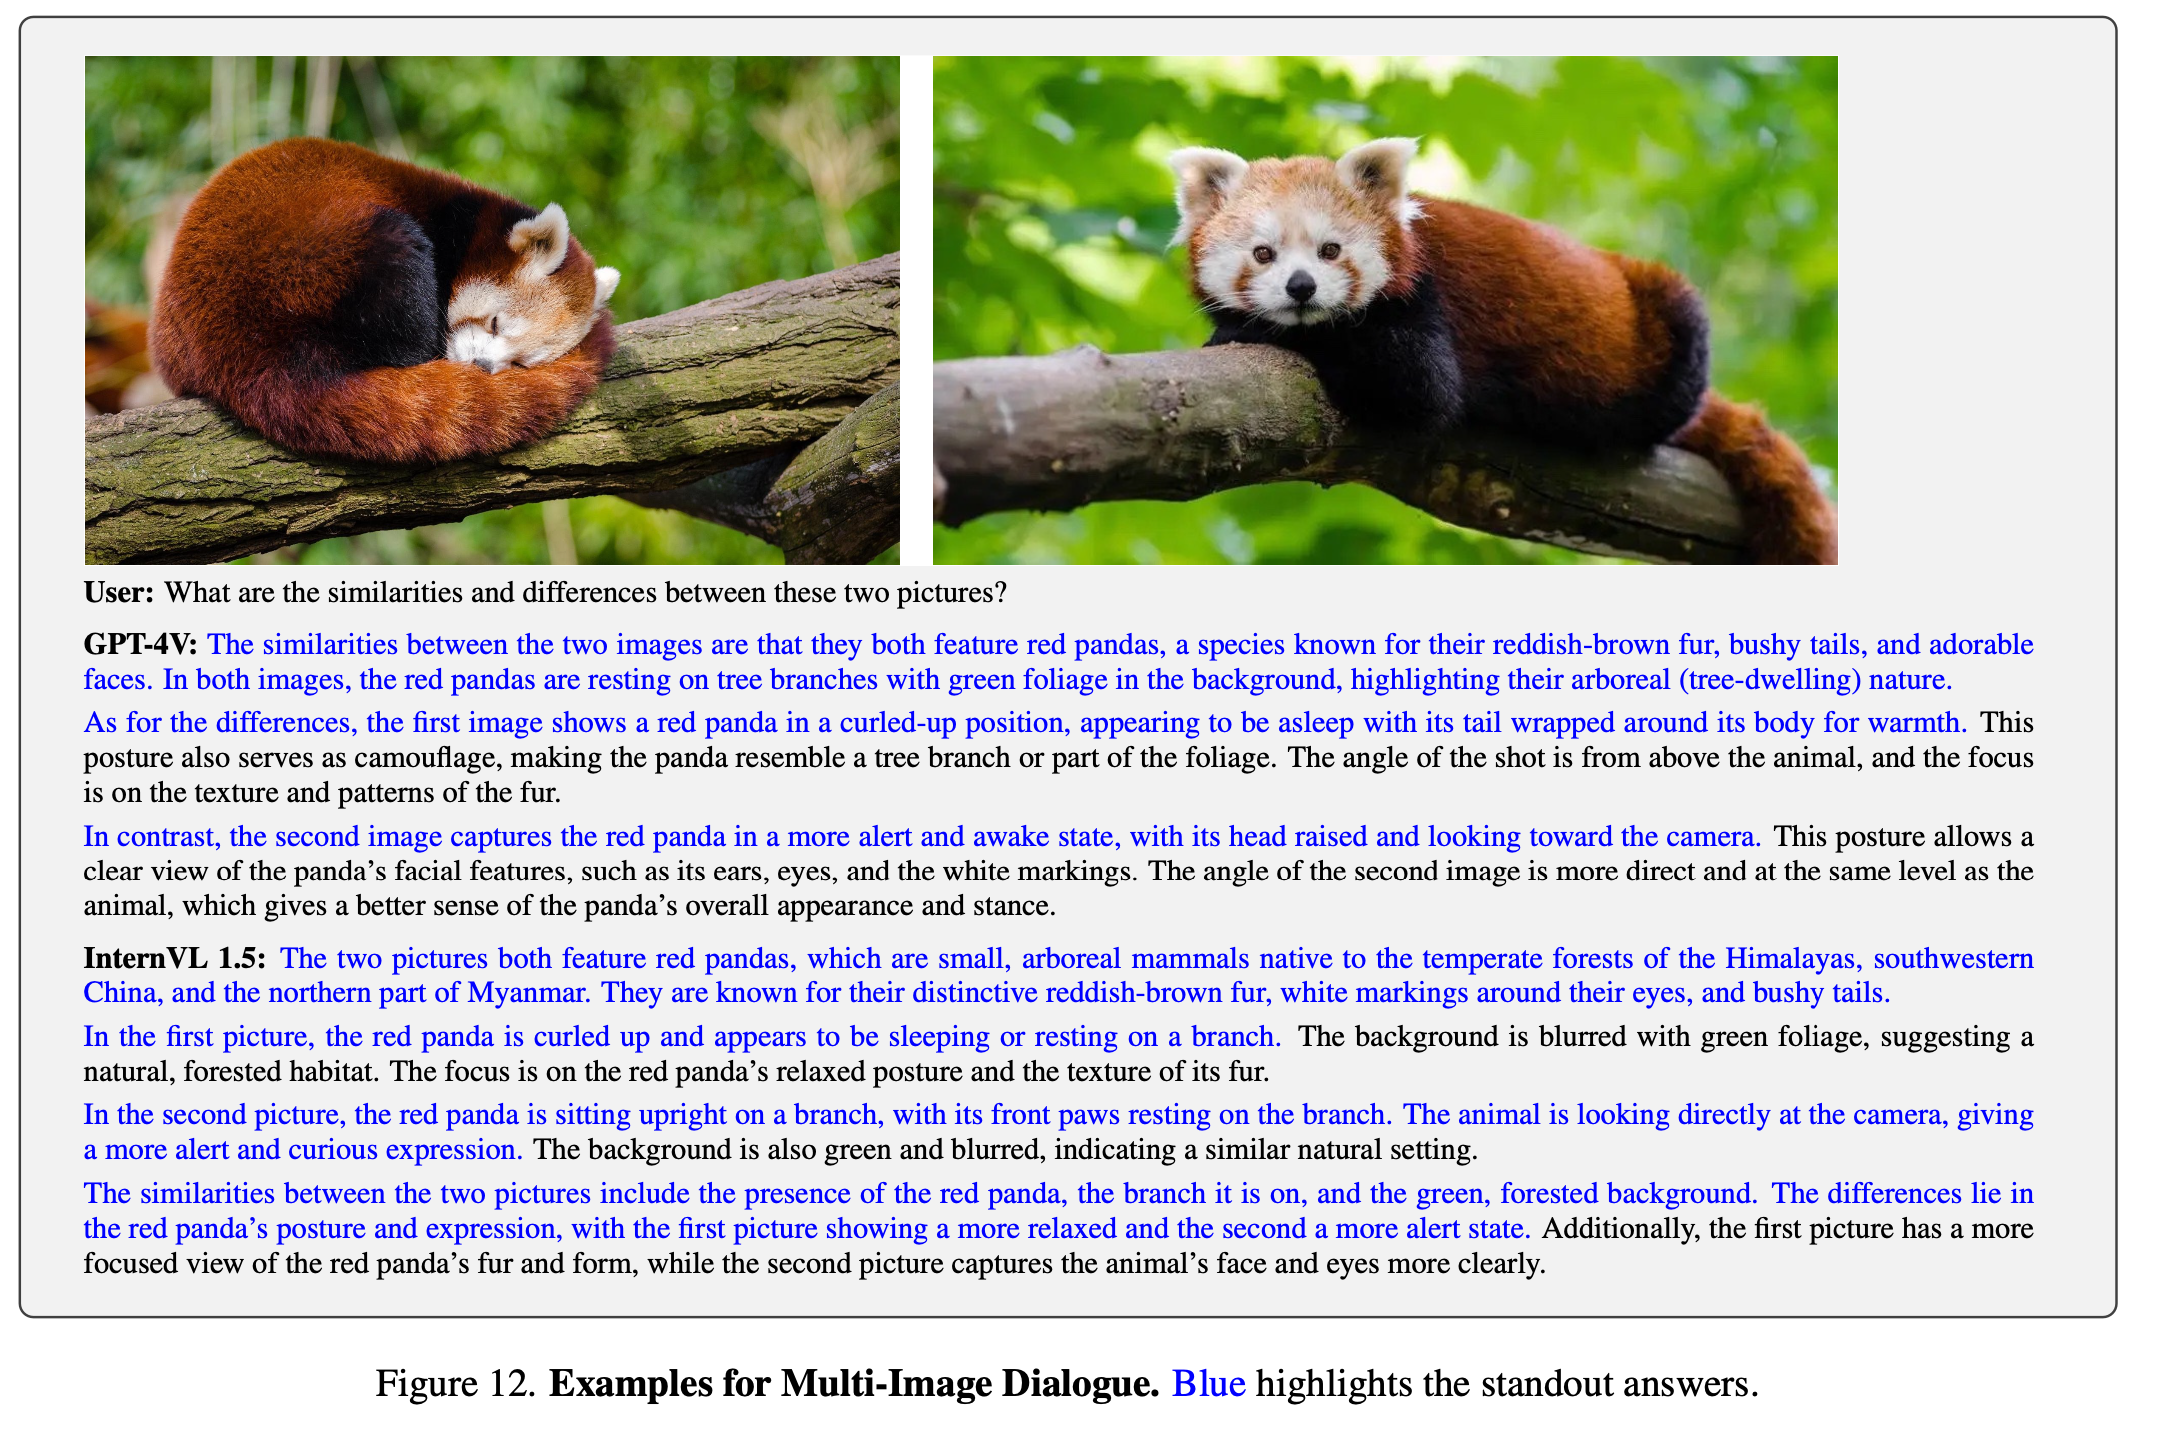 User: What are the similarities and differences between these two pictures?
GPT-4V: The similarities between the two images are that they both feature red pandas, a species known for their reddish-brown fur, bushy tails, and adorable
faces. In both images, the red pandas are resting on tree branches with green foliage in the background, highlighting their arboreal (tree-dwelling) nature.
As for the differences, the first image shows a red panda in a curled-up position, appearing to be asleep with its tail wrapped around its body for warmth. This
posture also serves as camouflage, making the panda resemble a tree branch or part of the foliage. The angle of the shot is from above the animal, and the focus
is on the texture and patterns of the fur.
In contrast, the second image captures the red panda in a more alert and awake state, with its head raised and looking toward the camera. This posture allows a
clear view of the panda's facial features, such as its ears, eyes, and the white markings. The angle of the second image is more direct and at the same level as the
animal, which gives a better sense of the panda's overall appearance and stance.
InternVL 1.5: The two pictures both feature red pandas, which are small, arboreal mammals native to the temperate forests of the Himalayas, southwestern
China, and the northern part of Myanmar. They are known for their distinctive reddish-brown fur, white markings around their eyes, and bushy tails.
In the first picture, the red panda is curled up and appears to be sleeping or resting on a branch. The background is blurred with green foliage, suggesting a
natural, forested habitat. The focus is on the red panda's relaxed posture and the texture of its fur.
In the second picture, the red panda is sitting upright on a branch, with its front paws resting on the branch. The animal is looking directly at the camera, giving
a more alert and curious expression. The background is also green and blurred, indicating a similar natural setting.
The similarities between the two pictures include the presence of the red panda, the branch it is on, and the green, forested background. The differences lie in
the red panda's posture and expression, with the first picture showing a more relaxed and the second a more alert state. Additionally, the first picture has a more
focused view of the red panda's fur and form, while the second picture captures the animal's face and eyes more clearly.
Figure 12. Examples for Multi-Image Dialogue. Blue highlights the standout answers.